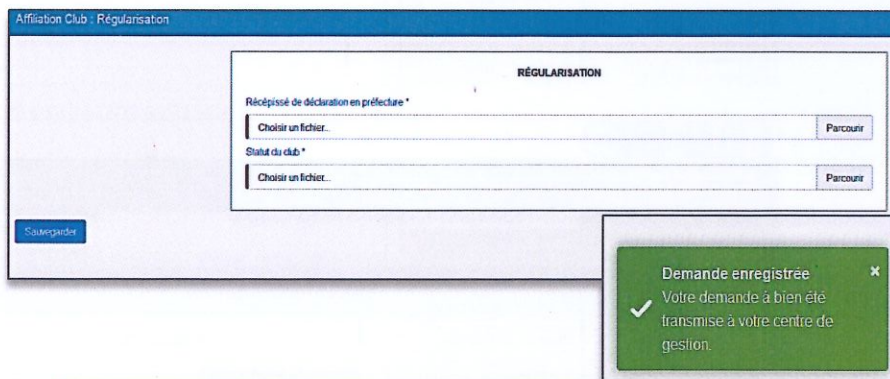 Affiliation Club : Régularisation
RÉGULARISATION
Récépissé de déclaration en préfecture *
Choisir un fichier...
Parcourir
Statut du club *
Choisir un fichier...
Parcourir
Sauvegarder
Demande enregistrée ×
Votre demande à bien été
transmise à votre centre de
gestion.